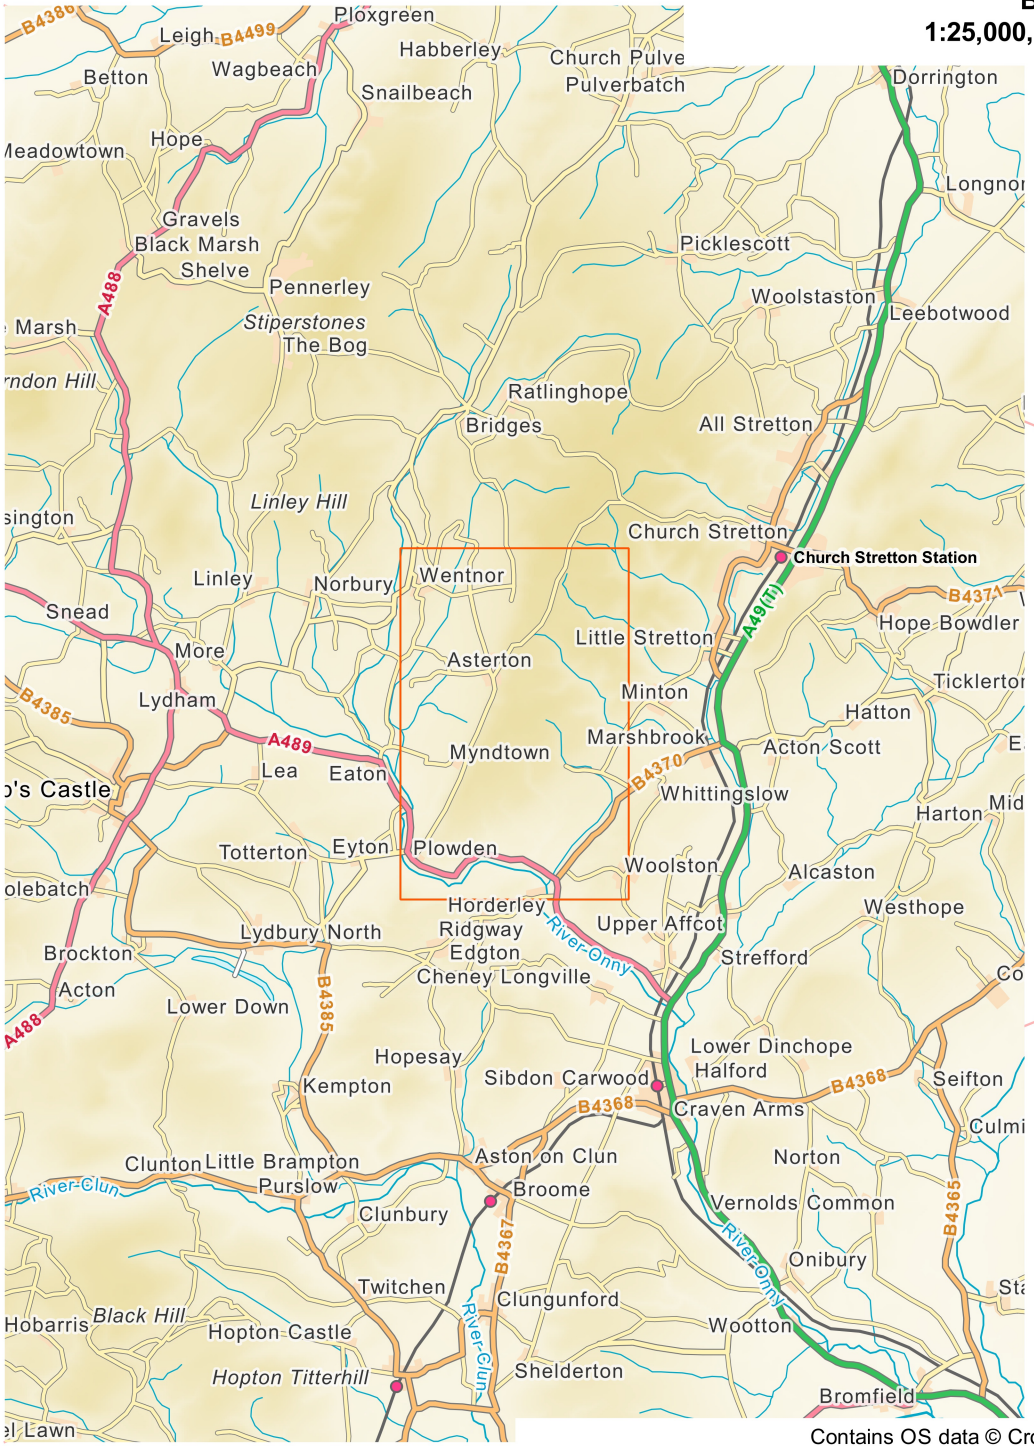 B4386
Ploxgreen
Leigh
B4499
Habberley
1:25,000,
Wagbeach
Church Pulve
Betton
Pulverbatch
Dorrington
Snailbeach
Hope
Meadowtown
Longnor
Gravels
Black Marsh
Picklescott
Shelve
A488
Pennerley
Woolstaston
Leebotwood
Stiperstones
Marsh
The Bog
rndon Hill
Ratlinghope
Bridges
All Stretton
Linley Hill
sington
Church Stretton
Church Stretton Station
Linley
Norbury
Wentnor
A49(T)
B4371
Snead
Hope Bowdler
Little Stretton
More
Asterton
Ticklerton
Lydham
Minton
B4385
Hatton
A489
Marshbrook
Acton Scott
E
Myndtown
Lea
Eaton
B4370
o's Castle
Whittingslow
Mid
Harton
Totterton
Eyton
Plowden
Woolston
Alcaston
olebatch
Horderley
Westhope
Lydbury North
Ridgway
River Onny
Upper Affcot
Brockton
Edgton
Strefford
Cheney Longville
Co
Acton
Lower Down
B4385
A488
Hopesay
Lower Dinchope
Halford
Kempton
Sibdon Carwood
B4368
Seifton
B4368
Craven Arms
Culmi
Clunton
Little Brampton
Aston on Clun
Norton
River Clun
Purslow
Broome
Vernolds Common
Clunbury
B4365
B4367
River Onny
Onibury
Twitchen
Sta
Clungunford
Black Hill
Hobarris
Hopton Castle
River Clun
Wootton
Hopton Titterhill
Shelderton
Bromfield
el Lawn
Contains OS data © Cro